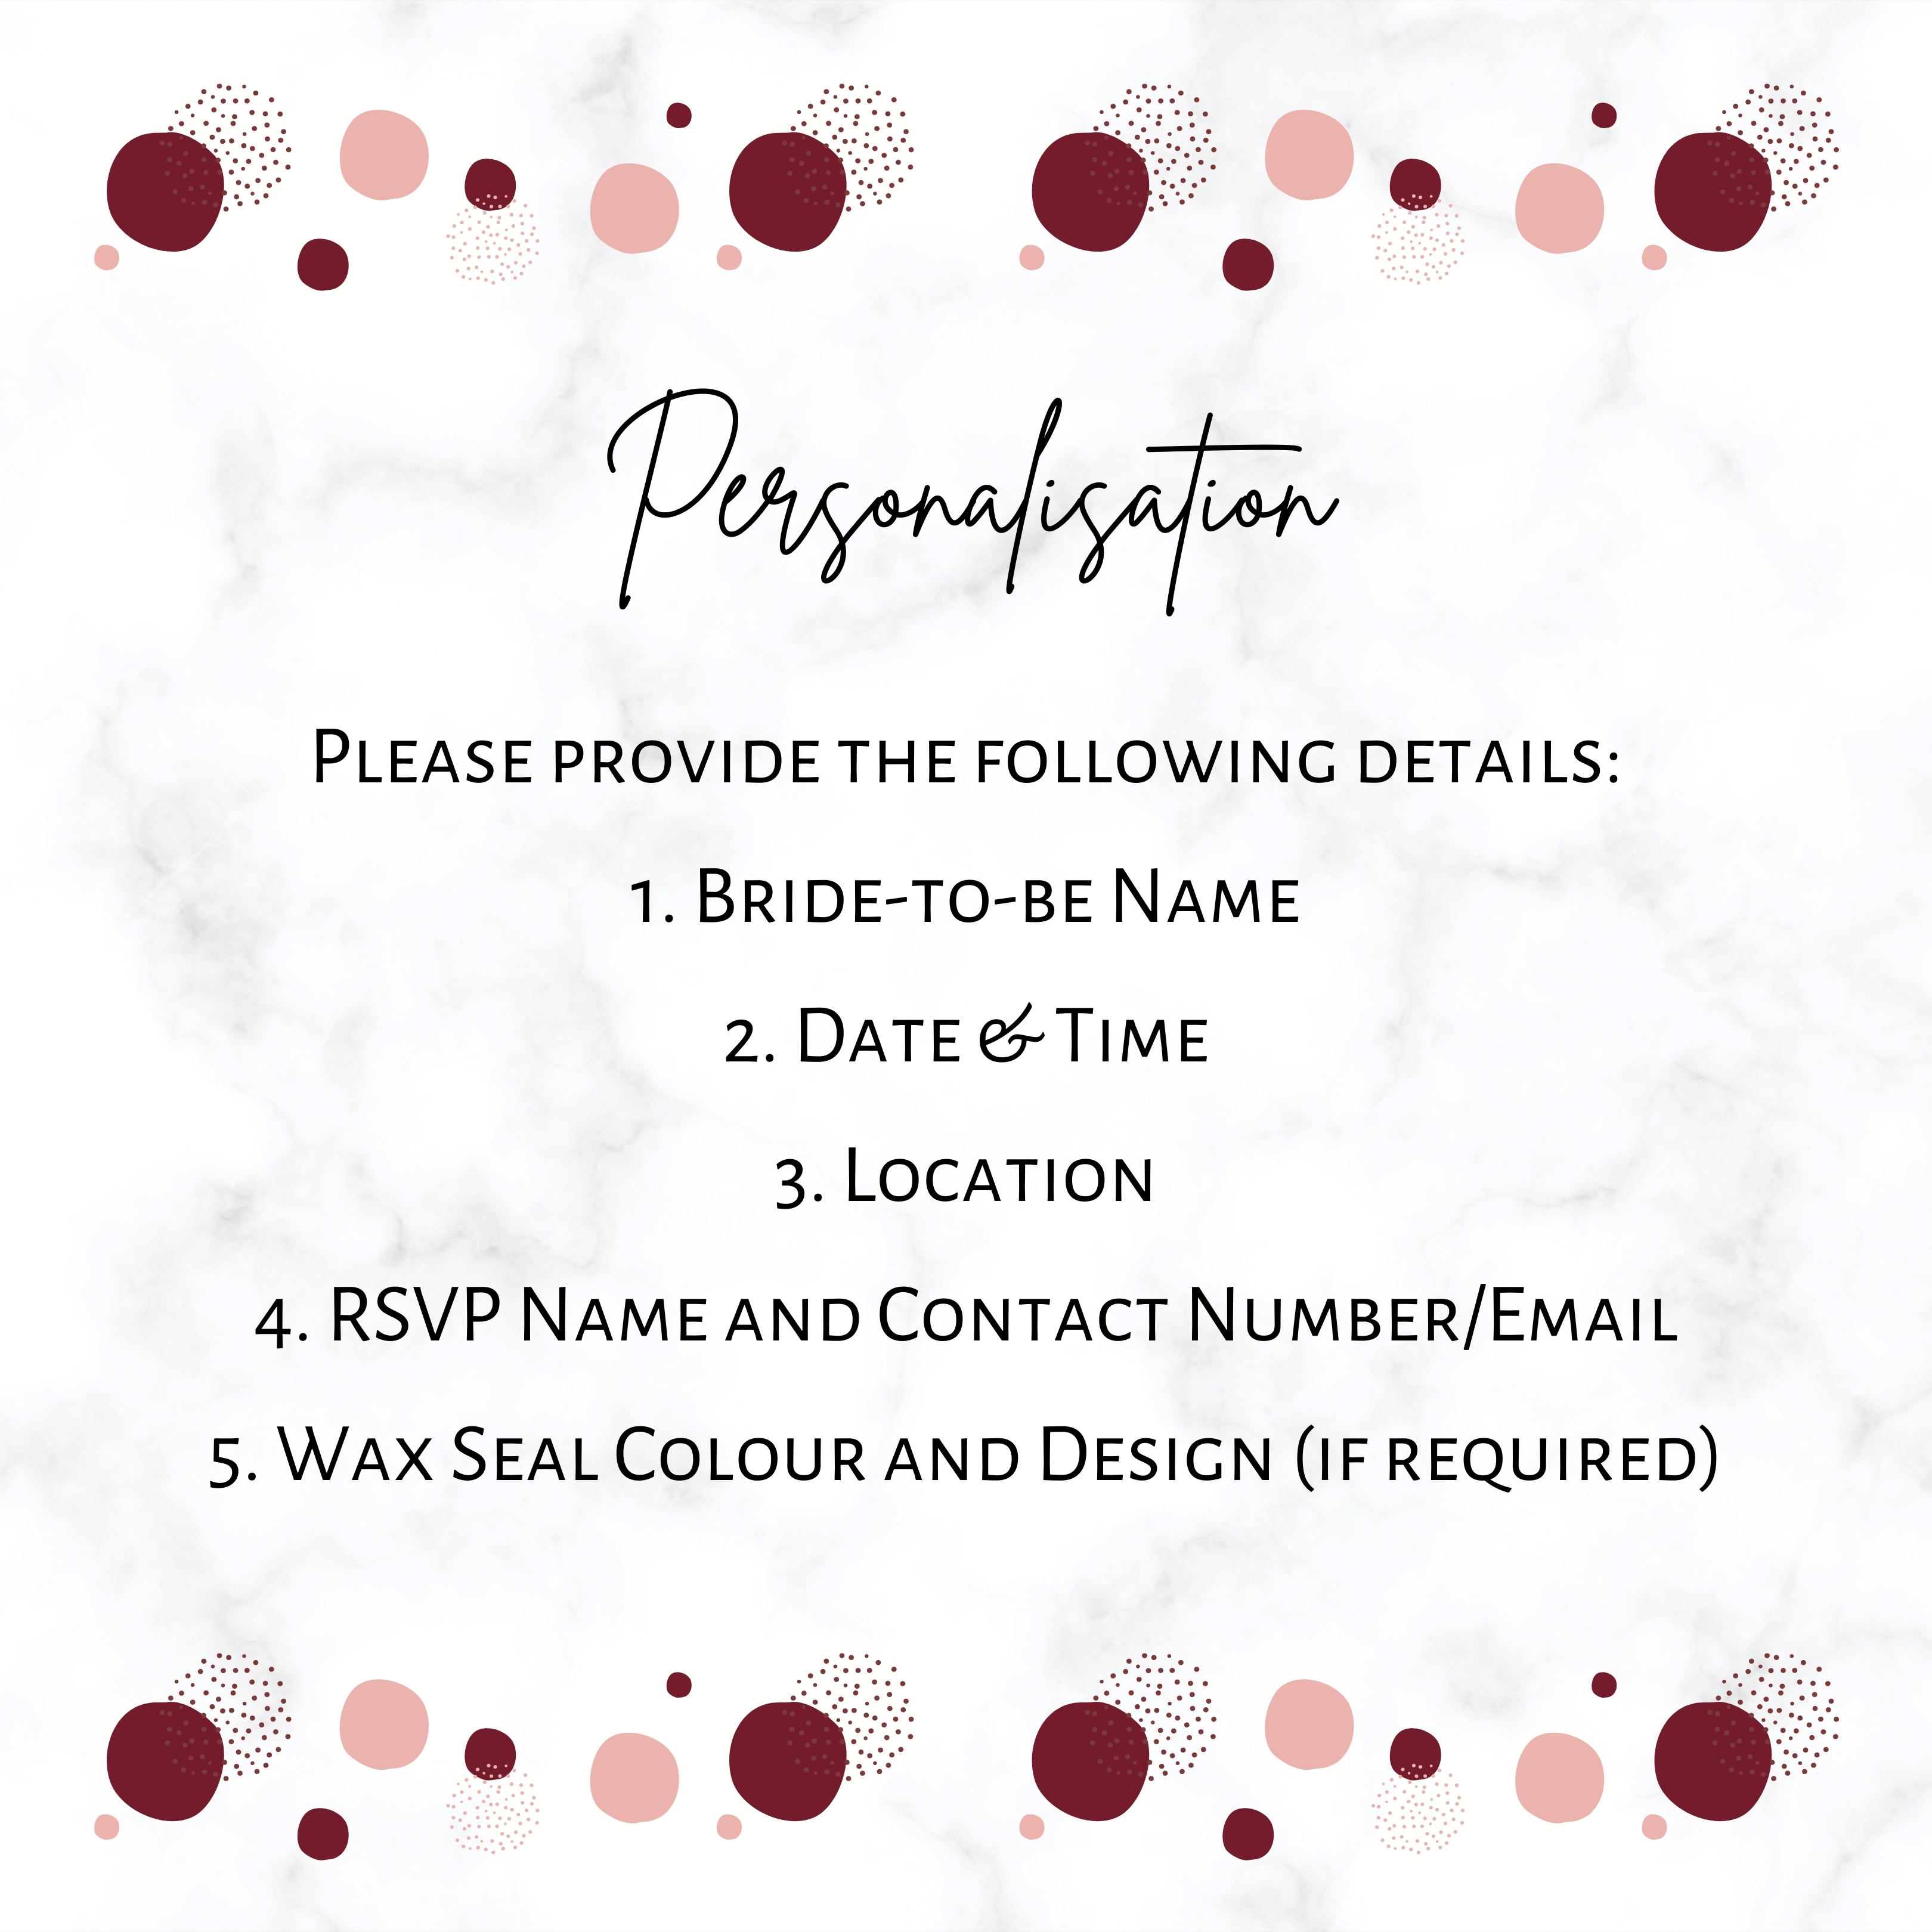 Personalisation
Please provide the following details:
1. Bride-to-be Name
2. Date & Time
3. Location
4. RSVP Name and Contact Number/Email
5. Wax Seal Colour and Design (if required)